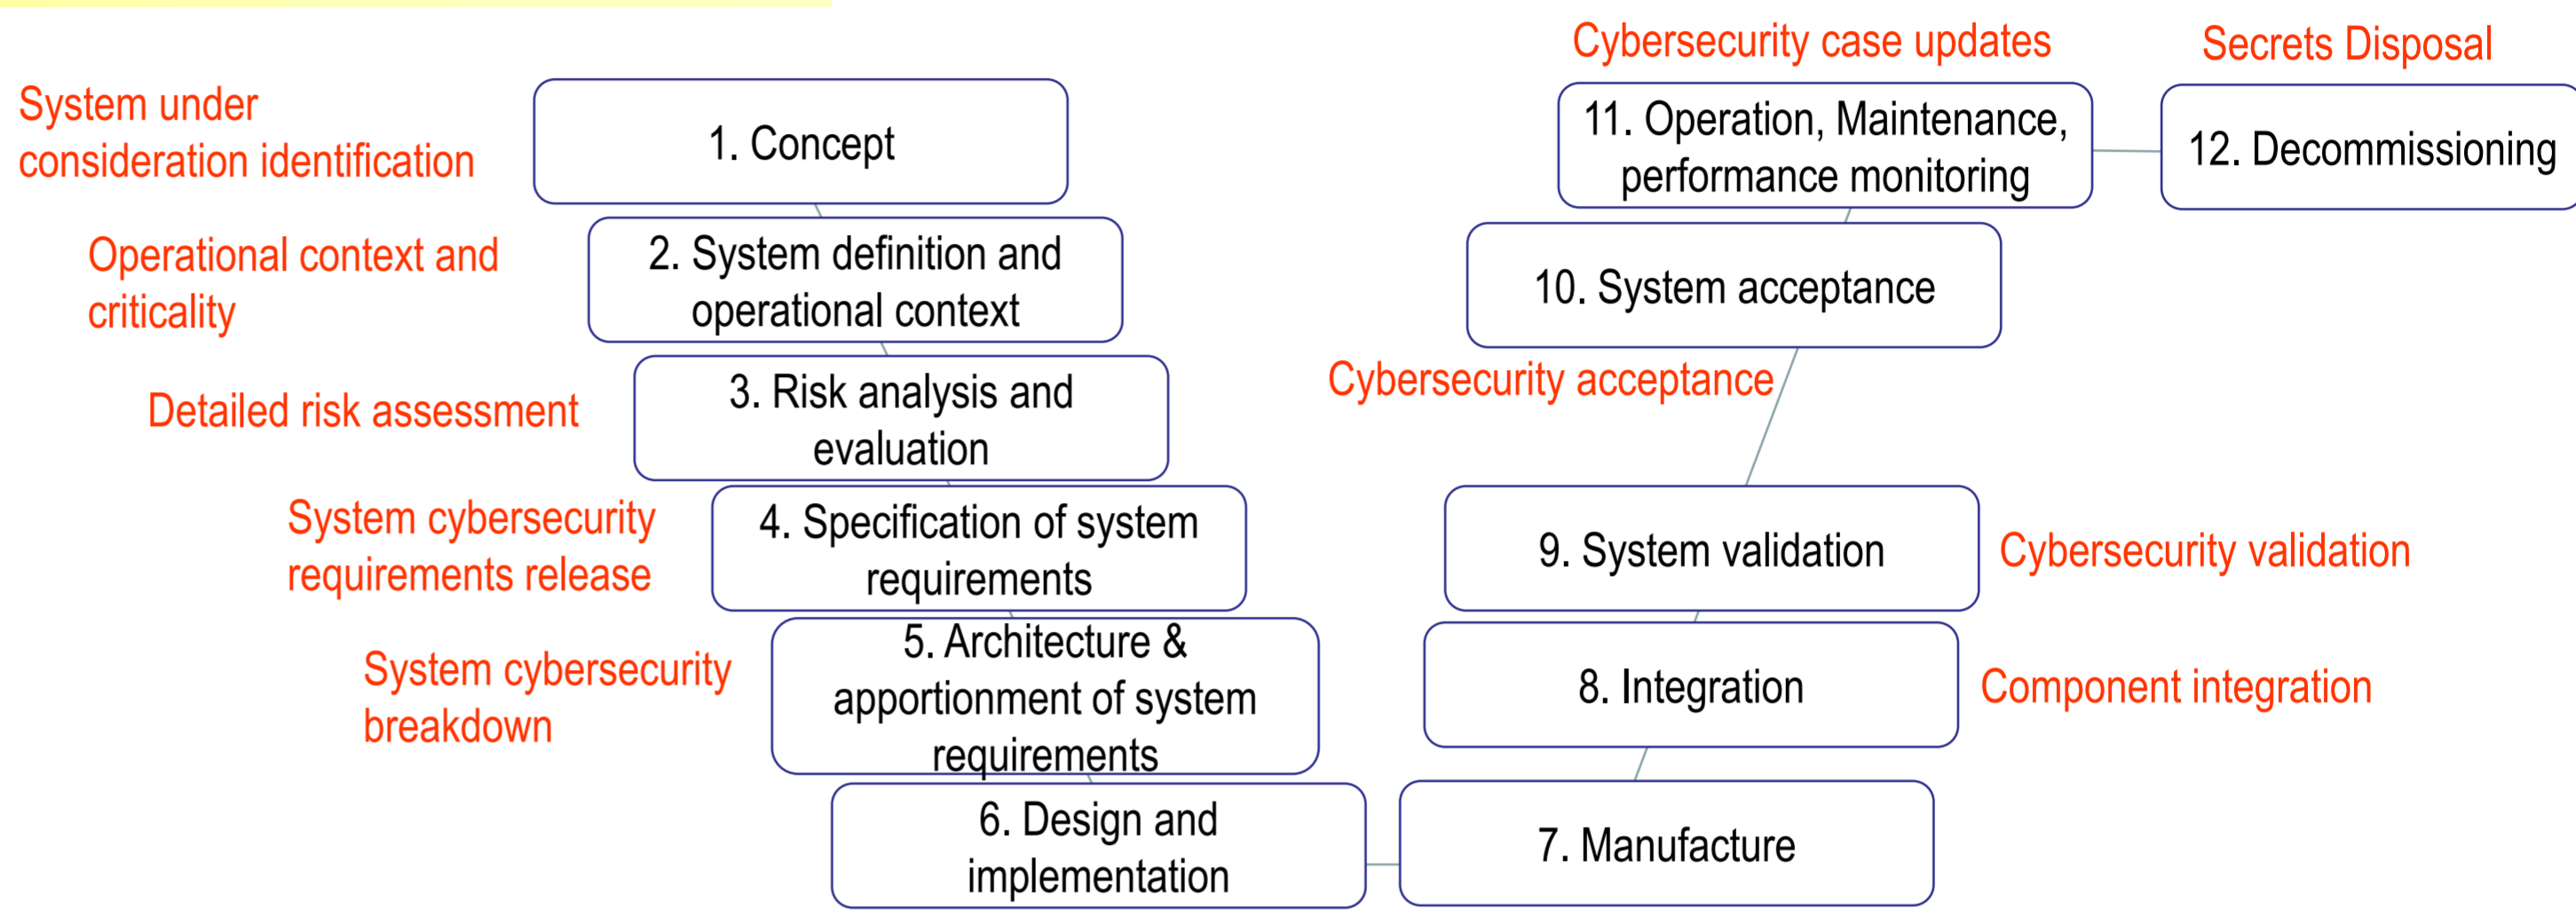 System under
consideration identification
1. Concept
Operational context and
criticality
2. System definition and
operational context
Detailed risk assessment
3. Risk analysis and
evaluation
System cybersecurity
requirements release
4. Specification of system
requirements
System cybersecurity
breakdown
5. Architecture &
apportionment of system
requirements
6. Design and
implementation
7. Manufacture
8. Integration
Component integration
9. System validation
Cybersecurity validation
Cybersecurity acceptance
10. System acceptance
Cybersecurity case updates
11. Operation, Maintenance,
performance monitoring
Secrets Disposal
12. Decommissioning